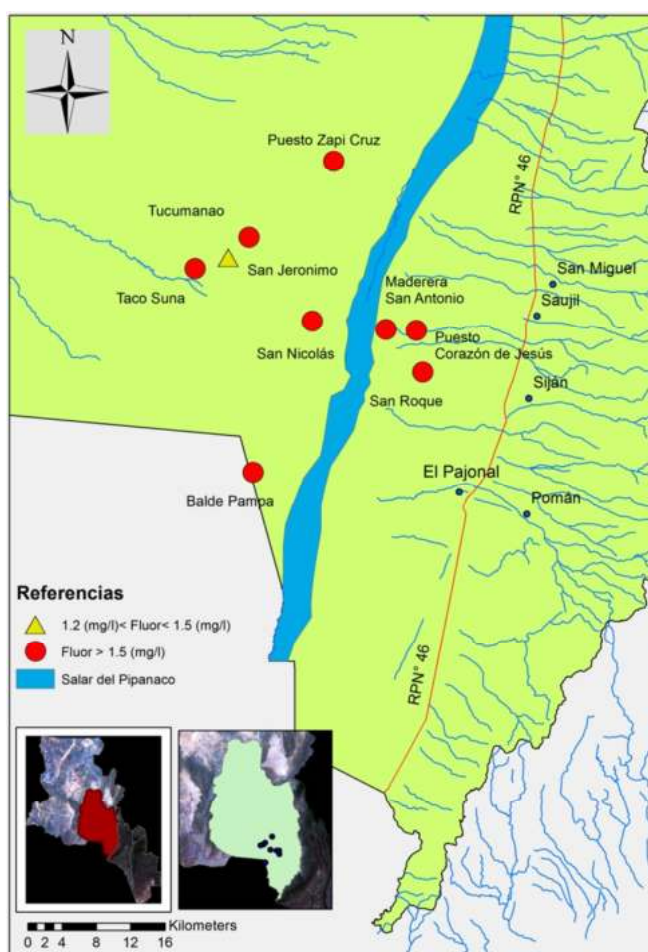 N
Puesto Zapi Cruz
RPN° 46
Tucumanao
San Jeronimo
Taco Suna
San Miguel
Maderera
San Antonio
Saujil
San Nicolás
Puesto
Corazón de Jesús
San Roque
Siján
El Pajonal
Balde Pampa
Pomán
Referencias
1.2 (mg/l)< Fluor< 1.5 (mg/l)
Fluor > 1.5 (mg/l)
Salar del Pipanaco
RPN° 46
Kilometers
0 2 4 8 12 16